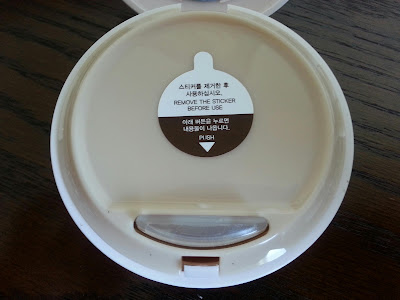 스티커를 제거한 후
사용하십시오.
REMOVE THE STICKER
BEFORE USE
아래 버튼을 누르면
내용물이 나옵니다.
PUSH